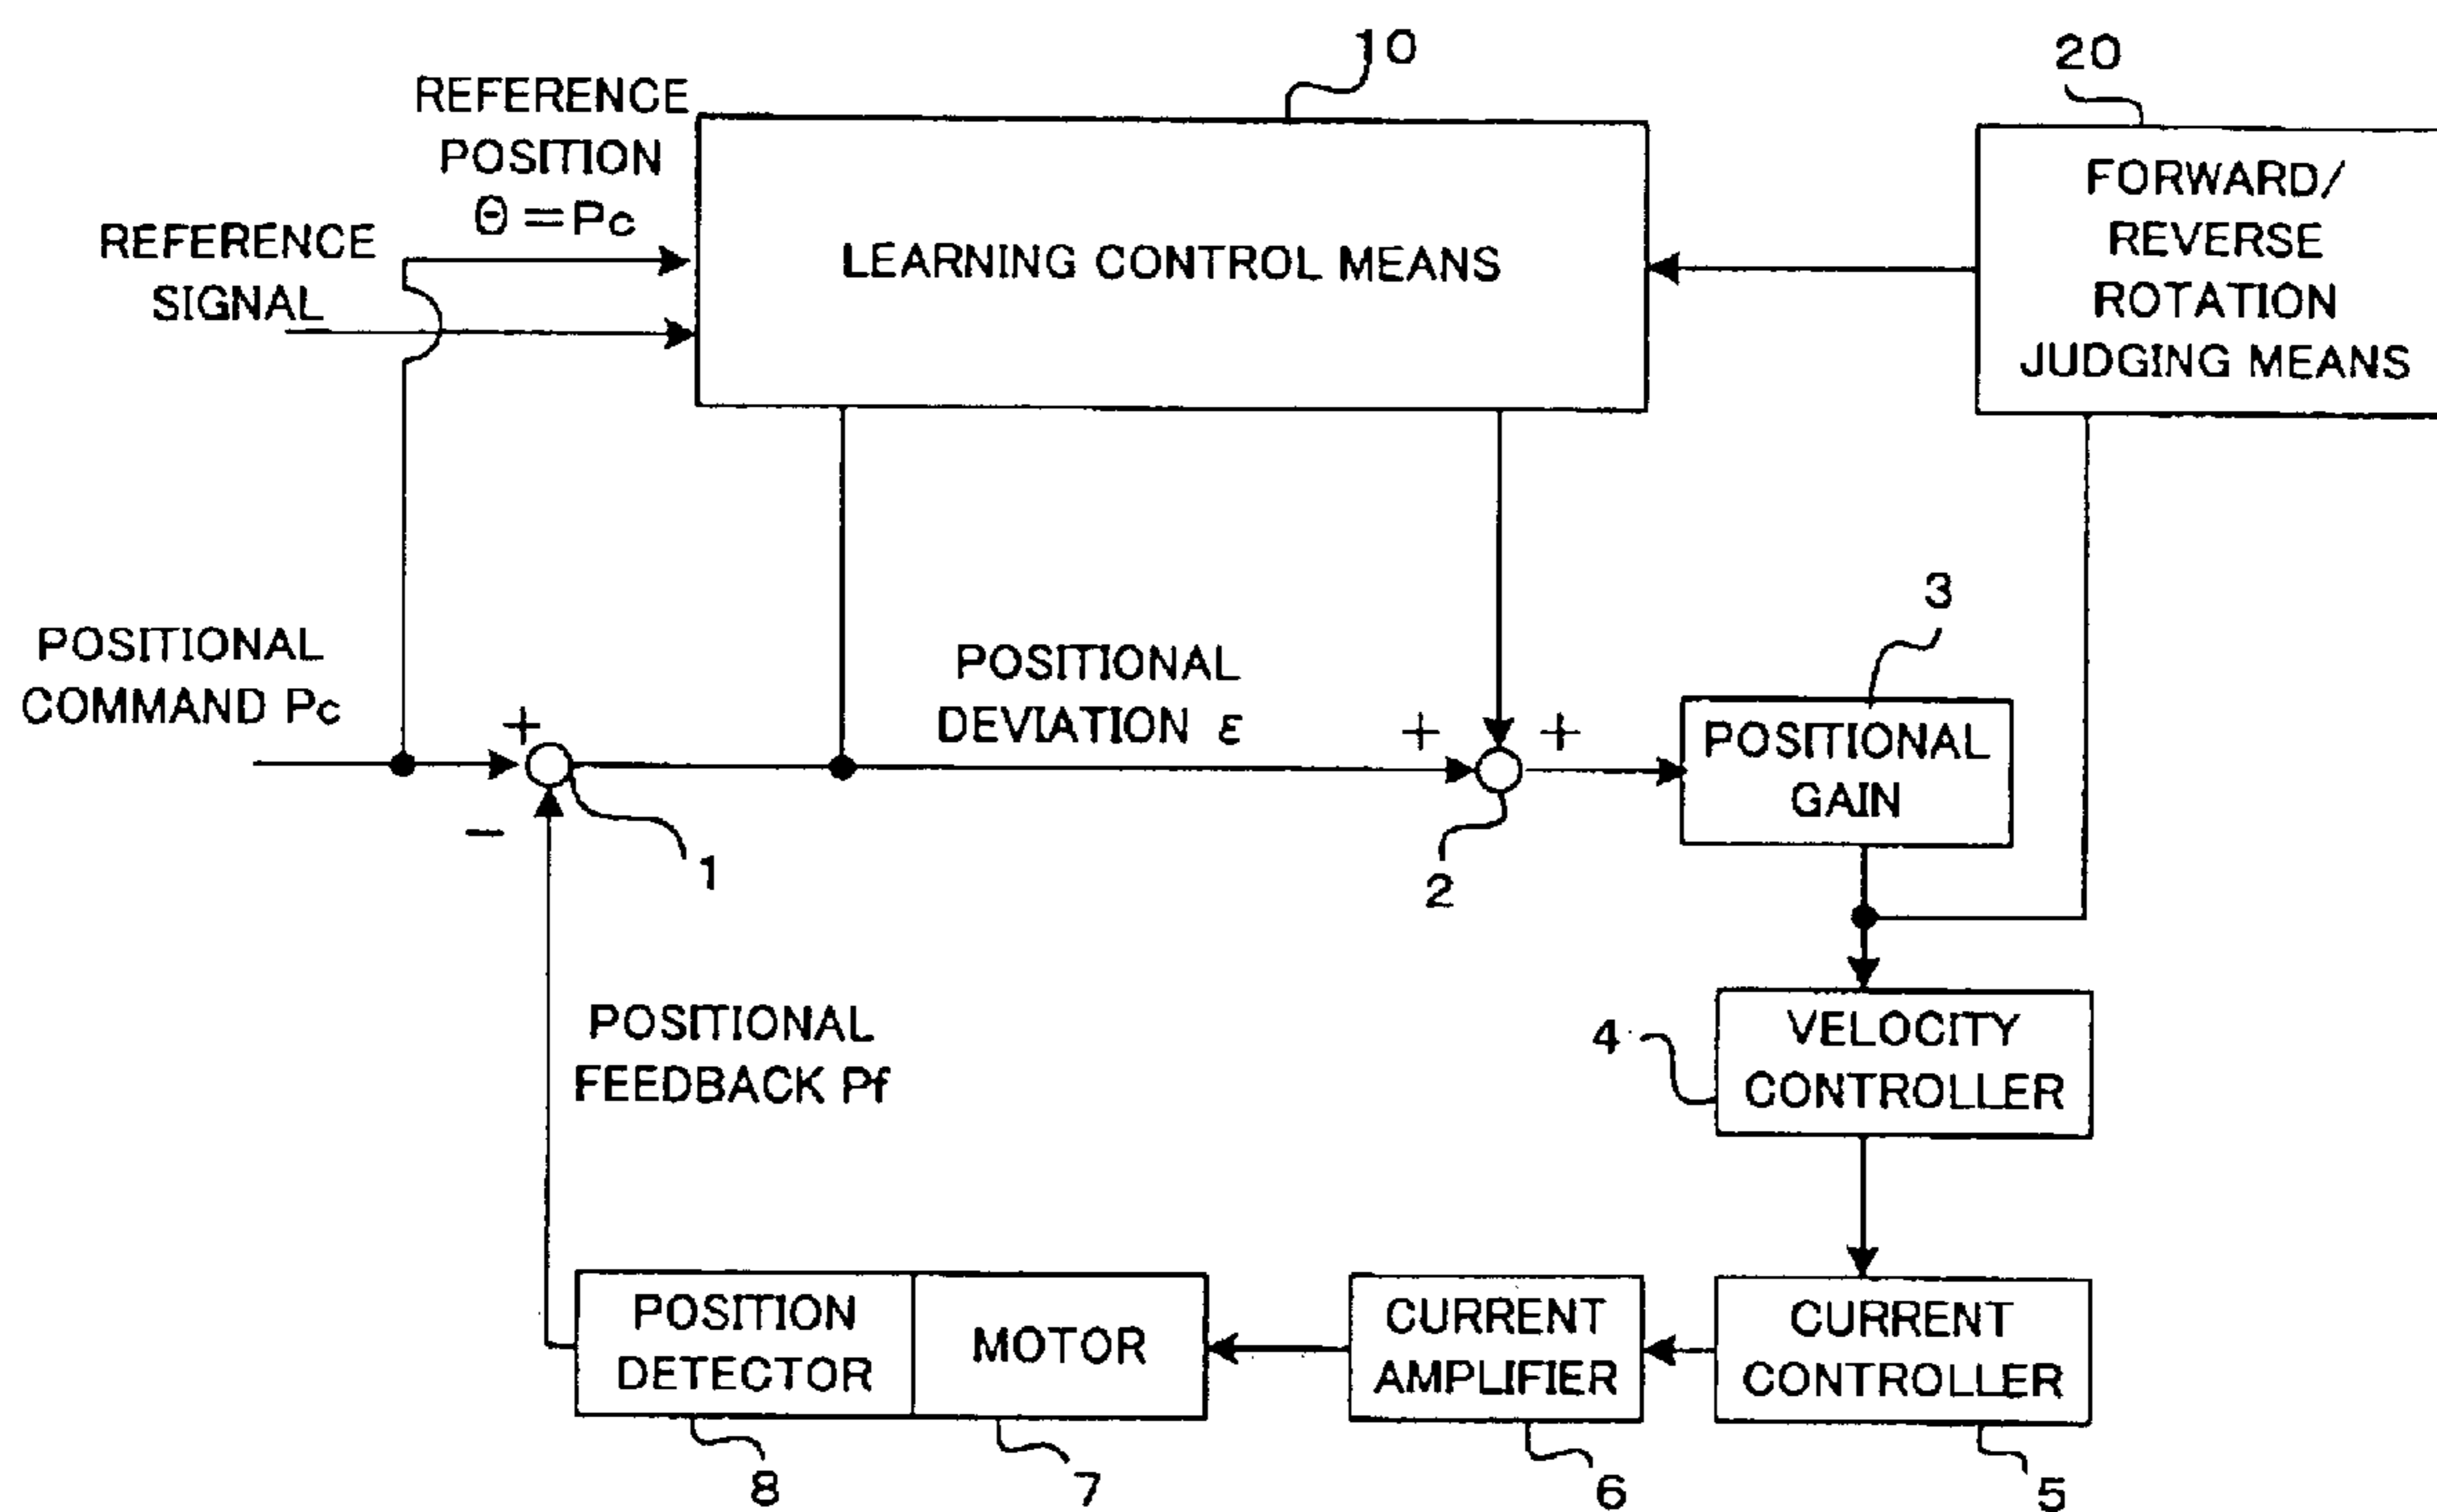 10
20
REFERENCE
POSITION
Θ=Pc
REFERENCE
SIGNAL
LEARNING CONTROL MEANS
FORWARD/
REVERSE
ROTATION
JUDGING MEANS
3
POSITIONAL
COMMAND Pc
+
−
1
POSITIONAL
DEVIATION ε
+
+
2
POSITIONAL
GAIN
POSITIONAL
FEEDBACK Pf
4
VELOCITY
CONTROLLER
POSITION
DETECTOR
MOTOR
CURRENT
AMPLIFIER
CURRENT
CONTROLLER
8
7
6
5